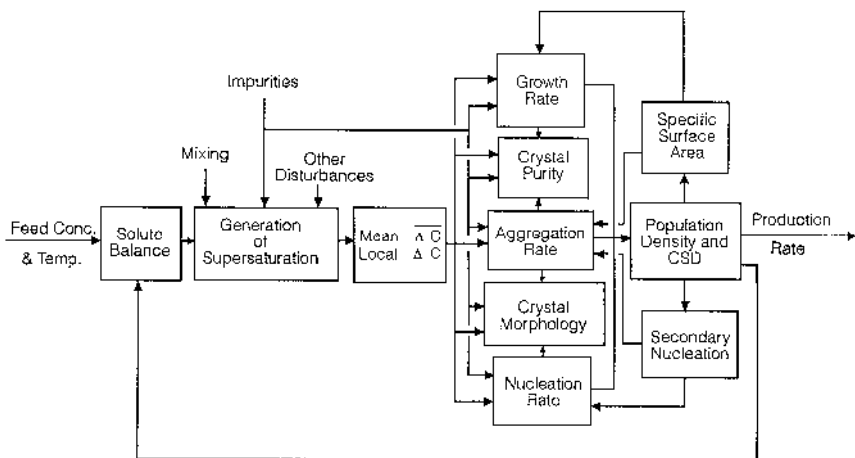 Impurities
Mixing
Other
Disturbances
Feed Conc.
& Temp.
Solute
Balance
Generation
of
Supersaturation
Mean Δ C
Local Δ C
Growth
Rate
Crystal
Purity
Aggregation
Rate
Crystal
Morphology
Nucleation
Rate
Specific
Surface
Area
Population
Density and
CSD
Secondary
Nucleation
Production
Rate